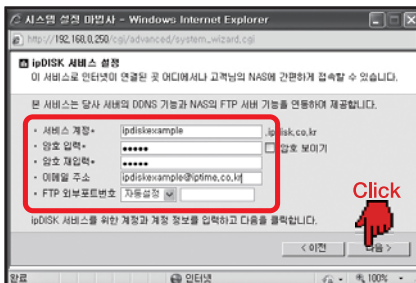 시스템 설정 마법사 - Windows Internet Explorer
http://192.168.0.250/cgi/advanced/system_wizard.cgi
ipDISK 서비스 설정
이 서비스로 인터넷이 연결된 곳 어디에서나 고객님의 NAS에 간편하게 접속할 수 있습니다.
본 서비스는 당사 서버의 DDNS 기능과 NAS의 FTP 서버 기능을 연동하여 제공합니다.
· 서비스 계정* ipdiskexample .ipdisk.co.kr
· 암호 입력* ●●●●● 암호 보이기
· 암호 재입력* ●●●●●
· 이메일 주소 ipdiskexample@iptime.co.kr
· FTP 외부포트번호 자동설정
Click
ipDISK 서비스를 위한 계정과 계정 정보를 입력하고 다음을 클릭합니다.
< 이전 다음 >
완료 인터넷 100%